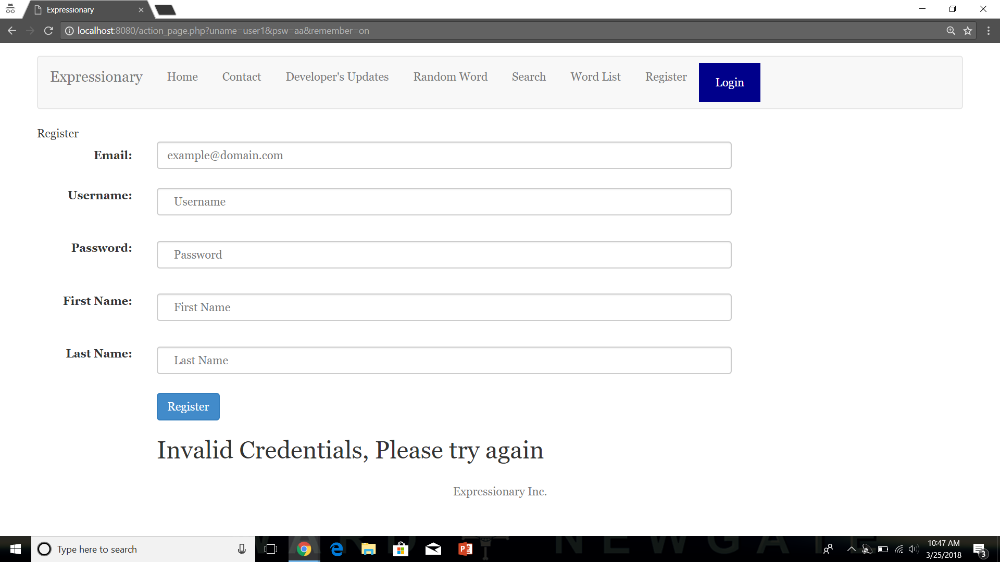 Expressionary
localhost:8080/action_page.php?uname=user1&psw=aa&remember=on
Expressionary Home Contact Developer's Updates Random Word Search Word List Register Login
Register
Email: example@domain.com
Username: Username
Password: Password
First Name: First Name
Last Name: Last Name
Register
Invalid Credentials, Please try again
Expressionary Inc.
Type here to search
NEWGATE
10:47 AM
3/25/2018
3